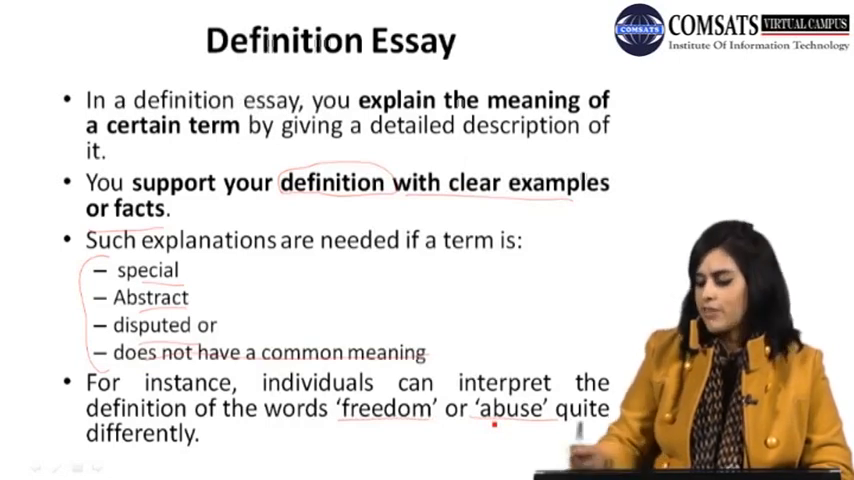 Definition Essay
COMSATS VIRTUAL CAMPUS
Institute Of Information Technology
COMSATS
• In a definition essay, you explain the meaning of
a certain term by giving a detailed description of
it.
• You support your definition with clear examples
or facts.
• Such explanations are needed if a term is:
– special
– Abstract
– disputed or
– does not have a common meaning
• For instance, individuals can interpret the
definition of the words ‘freedom’ or ‘abuse’ quite
differently.